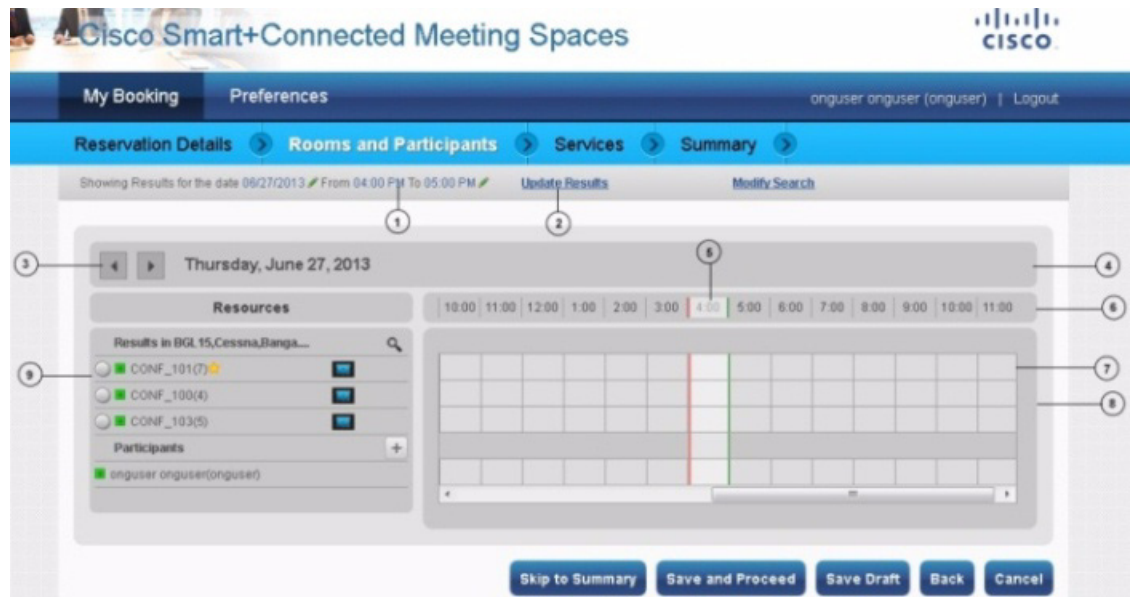 Cisco Smart+Connected Meeting Spaces
CISCO
My Booking Preferences onguser onguser (onguser) | Logout
Reservation Details Rooms and Participants Services Summary
Showing Results for the date 06/27/2013 From 04:00 PM To 05:00 PM Update Results Modify Search
1
2
3 Thursday, June 27, 2013 5 4
Resources 10:00 11:00 12:00 1:00 2:00 3:00 4:00 5:00 6:00 7:00 8:00 9:00 10:00 11:00 6
Results in BGL15,Cessna,Banga....
9 CONF_101(7) 7
CONF_100(4) 8
CONF_103(5)
Participants +
onguser onguser(onguser)
Skip to Summary Save and Proceed Save Draft Back Cancel